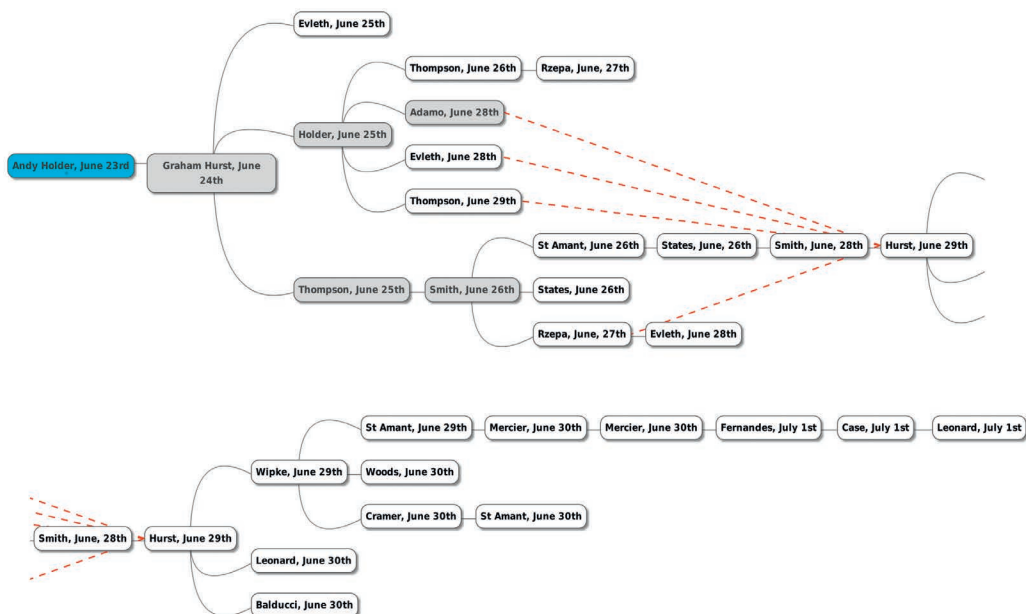 Evleth, June 25th
Thompson, June 26th
Rzepa, June, 27th
Adamo, June 28th
Holder, June 25th
Andy Holder, June 23rd
Graham Hurst, June
24th
Evleth, June 28th
Thompson, June 29th
St Amant, June 26th
States, June, 26th
Smith, June, 28th
Hurst, June 29th
Thompson, June 25th
Smith, June 26th
States, June 26th
Rzepa, June, 27th
Evleth, June 28th
St Amant, June 29th
Mercier, June 30th
Mercier, June 30th
Fernandes, July 1st
Case, July 1st
Leonard, July 1st
Wipke, June 29th
Woods, June 30th
Cramer, June 30th
St Amant, June 30th
Smith, June, 28th
Hurst, June 29th
Leonard, June 30th
Balducci, June 30th